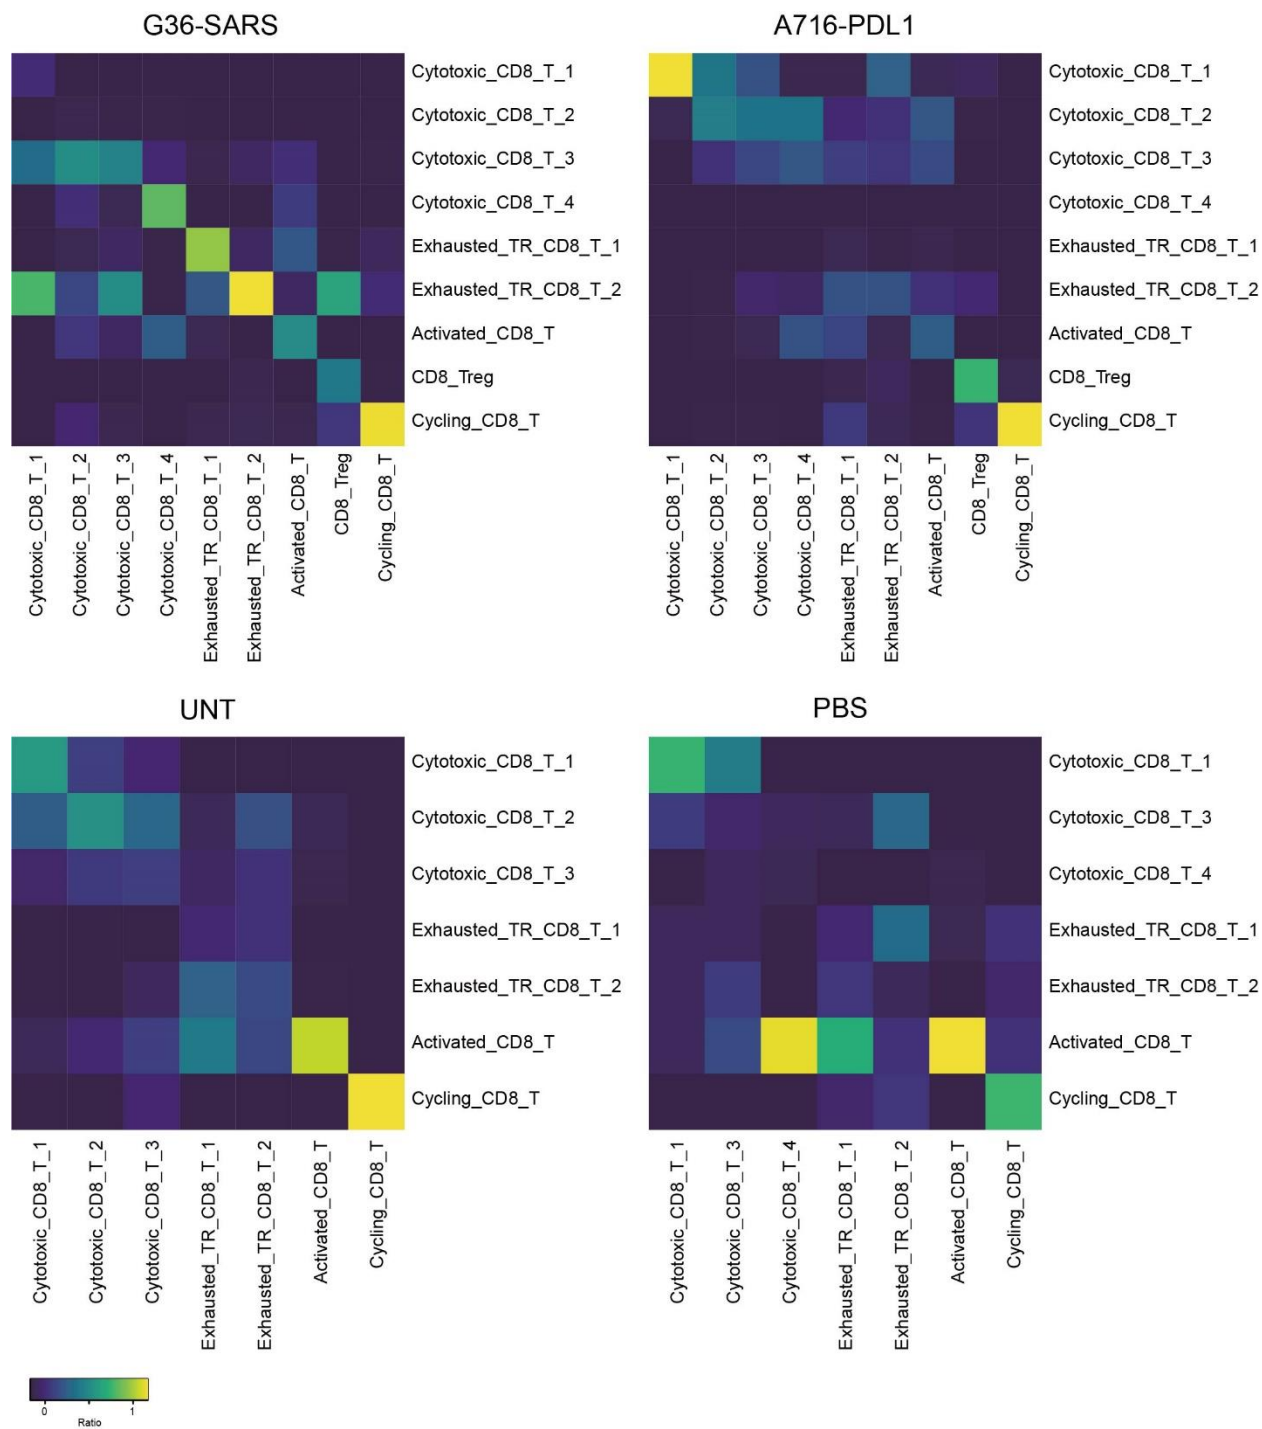 G36-SARS
Cytotoxic_CD8_T_1
Cytotoxic_CD8_T_2
Cytotoxic_CD8_T_3
Cytotoxic_CD8_T_4
Exhausted_TR_CD8_T_1
Exhausted_TR_CD8_T_2
Activated_CD8_T
CD8_Treg
Cycling_CD8_T
Cytotoxic_CD8_T_1
Cytotoxic_CD8_T_2
Cytotoxic_CD8_T_3
Cytotoxic_CD8_T_4
Exhausted_TR_CD8_T_1
Exhausted_TR_CD8_T_2
Activated_CD8_T
CD8_Treg
Cycling_CD8_T
A716-PDL1
Cytotoxic_CD8_T_1
Cytotoxic_CD8_T_2
Cytotoxic_CD8_T_3
Cytotoxic_CD8_T_4
Exhausted_TR_CD8_T_1
Exhausted_TR_CD8_T_2
Activated_CD8_T
CD8_Treg
Cycling_CD8_T
Cytotoxic_CD8_T_1
Cytotoxic_CD8_T_2
Cytotoxic_CD8_T_3
Cytotoxic_CD8_T_4
Exhausted_TR_CD8_T_1
Exhausted_TR_CD8_T_2
Activated_CD8_T
CD8_Treg
Cycling_CD8_T
UNT
Cytotoxic_CD8_T_1
Cytotoxic_CD8_T_2
Cytotoxic_CD8_T_3
Exhausted_TR_CD8_T_1
Exhausted_TR_CD8_T_2
Activated_CD8_T
Cycling_CD8_T
Cytotoxic_CD8_T_1
Cytotoxic_CD8_T_2
Cytotoxic_CD8_T_3
Exhausted_TR_CD8_T_1
Exhausted_TR_CD8_T_2
Activated_CD8_T
Cycling_CD8_T
PBS
Cytotoxic_CD8_T_1
Cytotoxic_CD8_T_3
Cytotoxic_CD8_T_4
Exhausted_TR_CD8_T_1
Exhausted_TR_CD8_T_2
Activated_CD8_T
Cycling_CD8_T
Cytotoxic_CD8_T_1
Cytotoxic_CD8_T_3
Cytotoxic_CD8_T_4
Exhausted_TR_CD8_T_1
Exhausted_TR_CD8_T_2
Activated_CD8_T
Cycling_CD8_T
0 1
Ratio